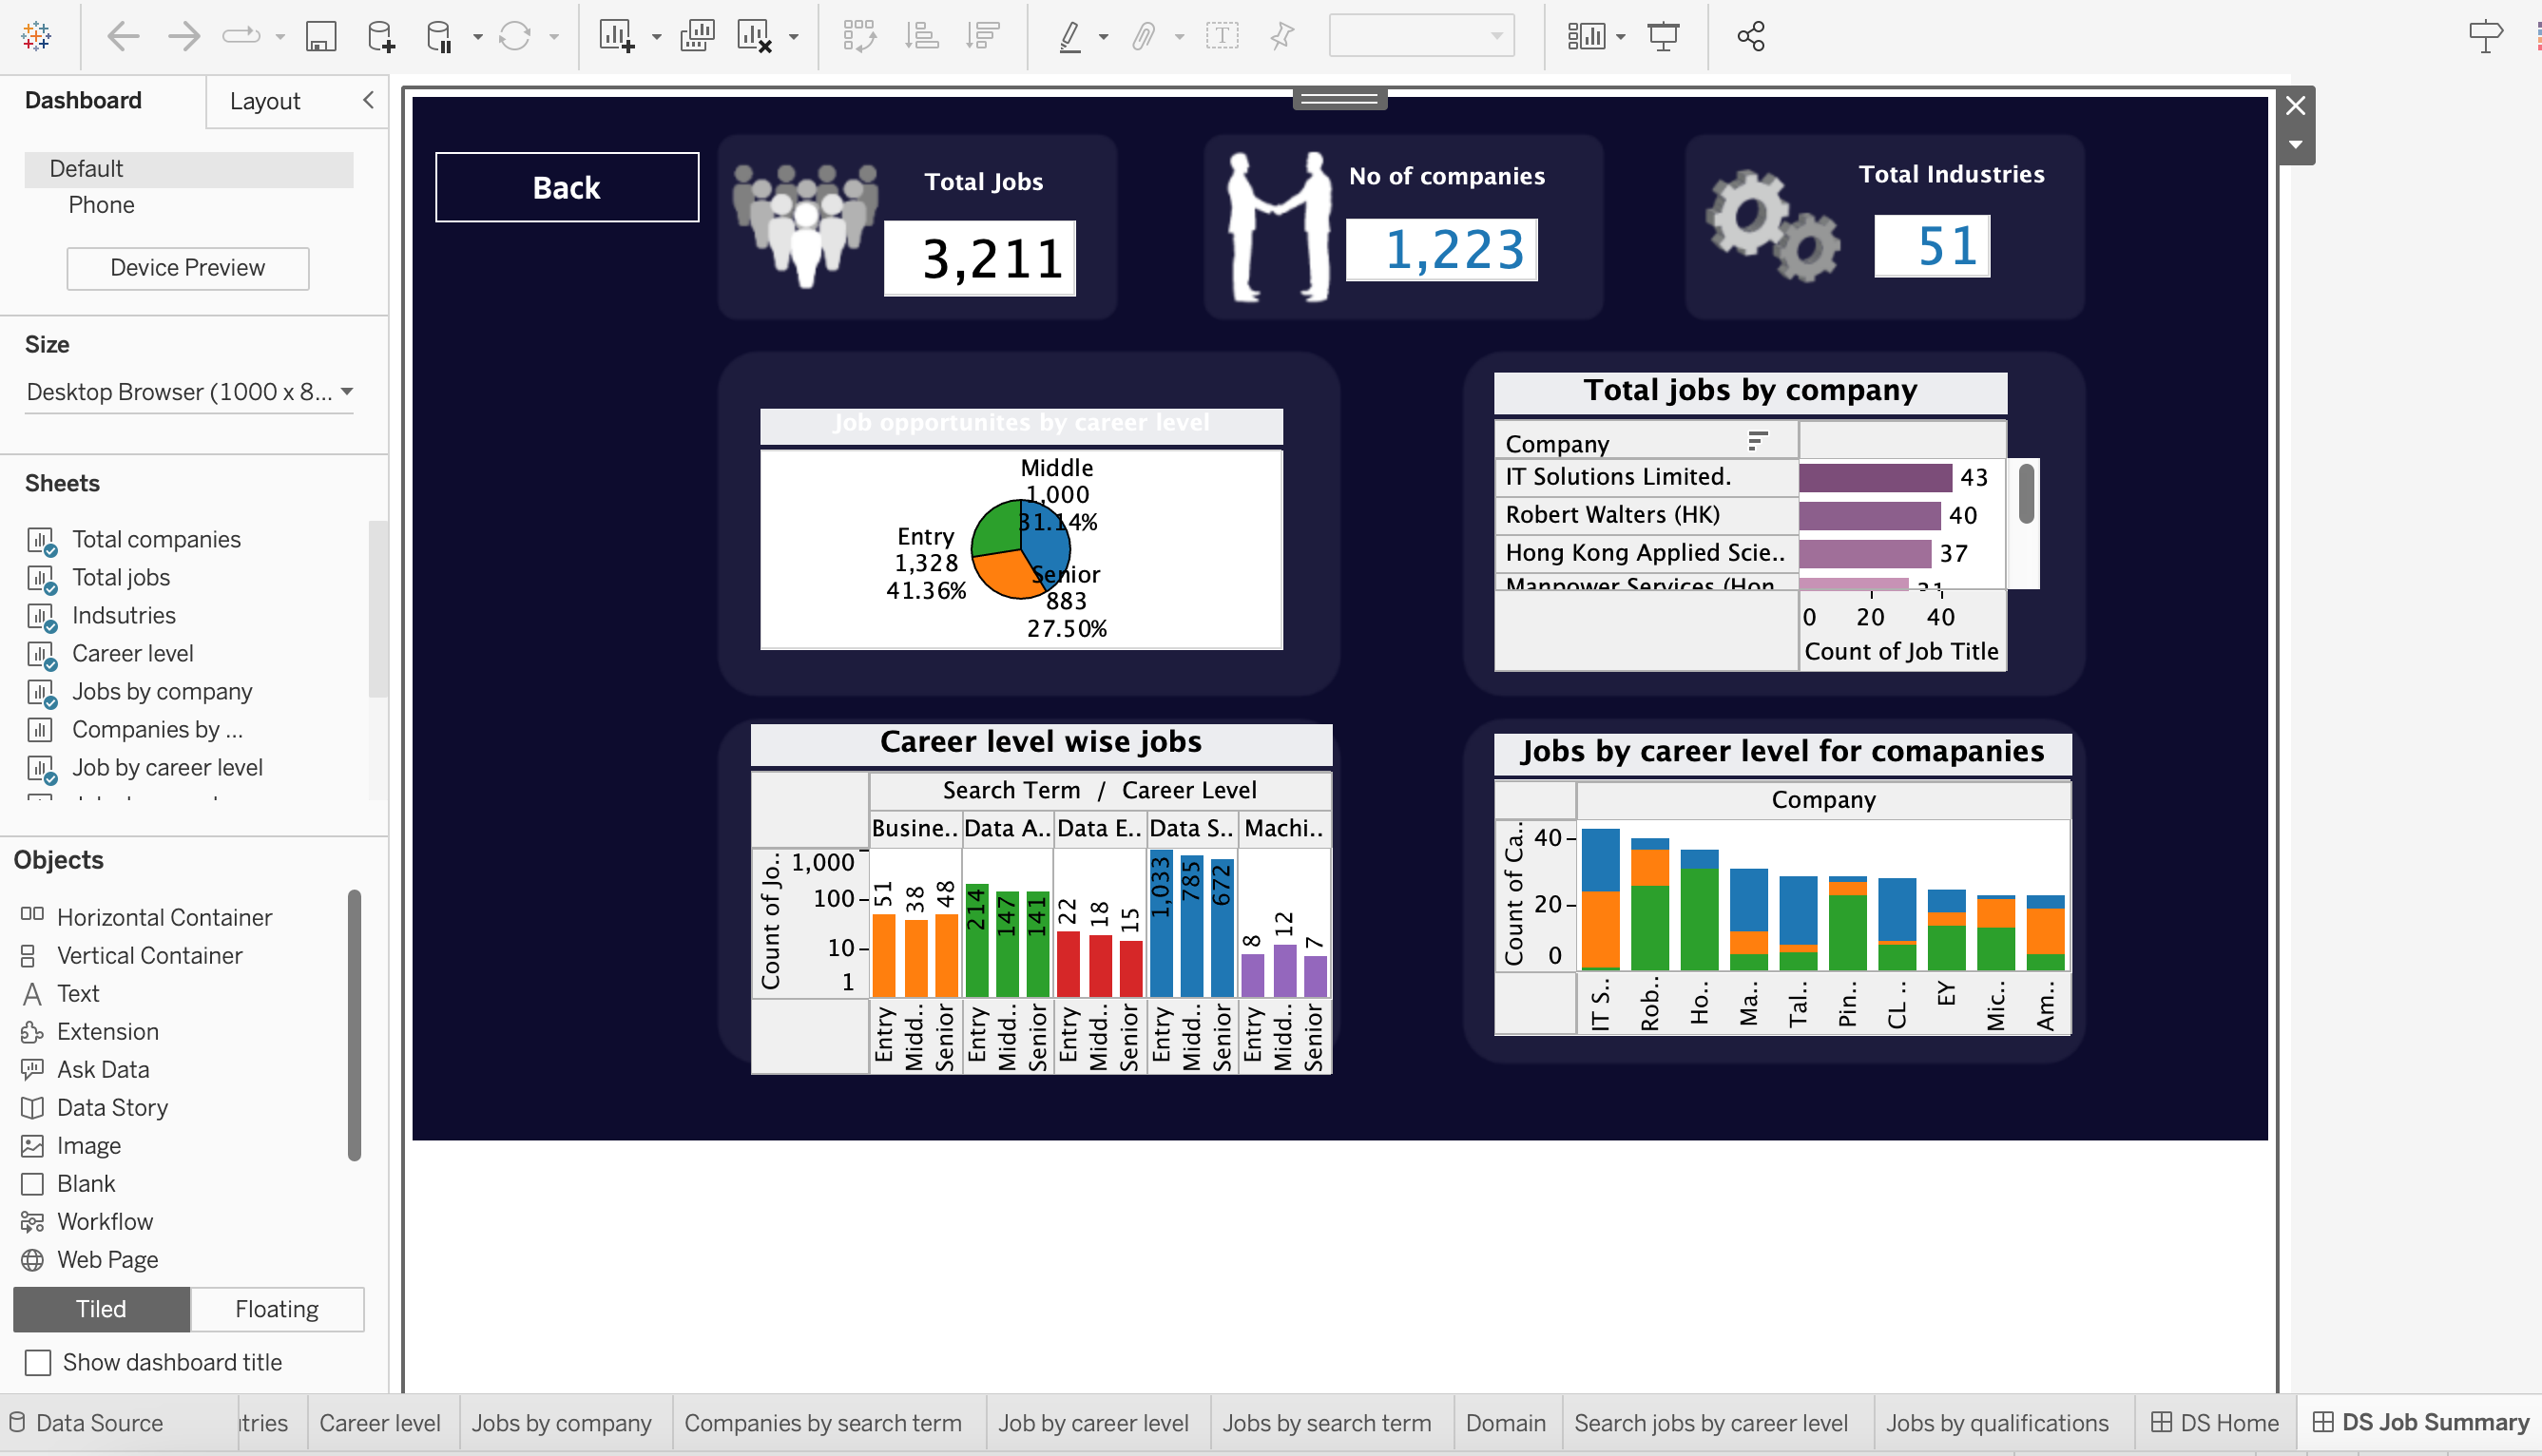 Dashboard
Layout
Default
Phone
Device Preview
Size
Desktop Browser (1000 x 8...
Sheets
Total companies
Total jobs
Indsutries
Career level
Jobs by company
Companies by ...
Job by career level
Objects
Horizontal Container
Vertical Container
Text
Extension
Ask Data
Data Story
Image
Blank
Workflow
Web Page
Tiled
Floating
Show dashboard title
Back
Total Jobs
3,211
No of companies
1,223
Total Industries
51
Job opportunites by career level
Middle
1,000
31.14%
Entry
1,328
41.36%
Senior
883
27.50%
Total jobs by company
Company
IT Solutions Limited.
43
Robert Walters (HK)
40
Hong Kong Applied Scie..
37
Manpower Services (Hon
31
0 20 40
Count of Job Title
Career level wise jobs
Search Term / Career Level
Busine.. Data A.. Data E.. Data S.. Machi..
Count of Jo..
1,000
100
10
1
51 38 48 214 147 141 22 18 15 1,033 785 672 8 12 7
Entry Midd.. Senior Entry Midd.. Senior Entry Midd.. Senior Entry Midd.. Senior Entry Midd.. Senior
Jobs by career level for comapanies
Company
Count of Ca..
40
20
0
IT S.. Rob.. Ho.. Ma.. Tal.. Pin.. CL .. EY Mic.. Am..
Data Source
tries
Career level
Jobs by company
Companies by search term
Job by career level
Jobs by search term
Domain
Search jobs by career level
Jobs by qualifications
DS Home
DS Job Summary